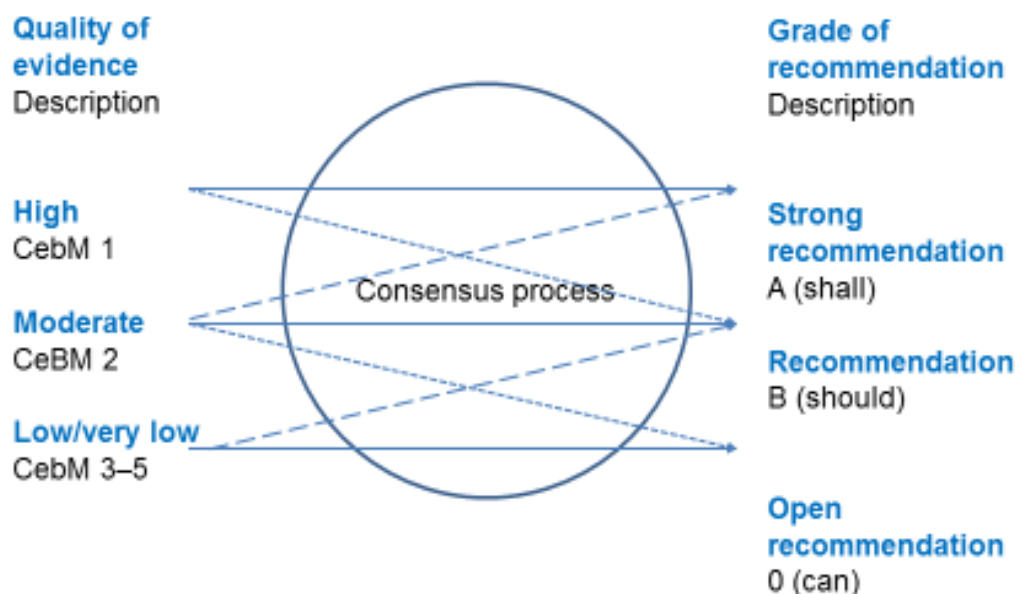 Quality of
evidence
Description
High
CebM 1
Moderate
CeBM 2
Low/very low
CebM 3–5
Consensus process
Grade of
recommendation
Description
Strong
recommendation
A (shall)
Recommendation
B (should)
Open
recommendation
0 (can)